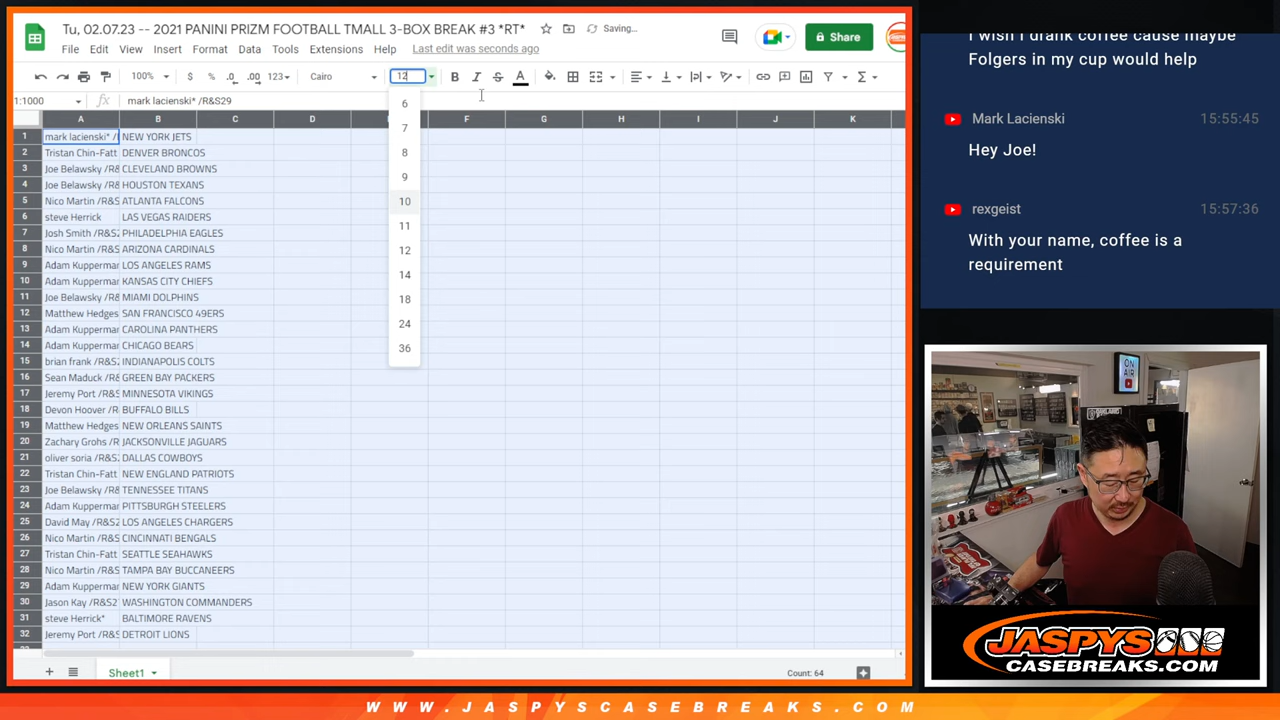 Tu, 02.07.23 -- 2021 PANINI PRIZM FOOTBALL TMALL 3-BOX BREAK #3 *RT*
Saving...
File Edit View Insert Format Data Tools Extensions Help Last edit was seconds ago
Share
100% $ % .0 .00 123 Cairo 12 B I S A
1:1000 fx mark lacienski* /R&S29
A B C D F G H I J K
1 mark lacienski* /R NEW YORK JETS
2 Tristan Chin-Fatt DENVER BRONCOS
3 Joe Belawsky /R& CLEVELAND BROWNS
4 Joe Belawsky /R& HOUSTON TEXANS
5 Nico Martin /R&S ATLANTA FALCONS
6 steve Herrick LAS VEGAS RAIDERS
7 Josh Smith /R&S2 PHILADELPHIA EAGLES
8 Nico Martin /R&S ARIZONA CARDINALS
9 Adam Kupperman LOS ANGELES RAMS
10 Adam Kupperman KANSAS CITY CHIEFS
11 Joe Belawsky /R& MIAMI DOLPHINS
12 Matthew Hedges SAN FRANCISCO 49ERS
13 Adam Kupperman CAROLINA PANTHERS
14 Adam Kupperman CHICAGO BEARS
15 brian frank /R&S2 INDIANAPOLIS COLTS
16 Sean Maduck /R& GREEN BAY PACKERS
17 Jeremy Port /R&S MINNESOTA VIKINGS
18 Devon Hoover /R& BUFFALO BILLS
19 Matthew Hedges NEW ORLEANS SAINTS
20 Zachary Grohs /R JACKSONVILLE JAGUARS
21 oliver soria /R&S DALLAS COWBOYS
22 Tristan Chin-Fatt NEW ENGLAND PATRIOTS
23 Joe Belawsky /R& TENNESSEE TITANS
24 Adam Kupperman PITTSBURGH STEELERS
25 David May /R&S2 LOS ANGELES CHARGERS
26 Nico Martin /R&S CINCINNATI BENGALS
27 Tristan Chin-Fatt SEATTLE SEAHAWKS
28 Nico Martin /R&S TAMPA BAY BUCCANEERS
29 Adam Kupperman NEW YORK GIANTS
30 Jason Kay /R&S2 WASHINGTON COMMANDERS
31 steve Herrick* BALTIMORE RAVENS
32 Jeremy Port /R&S DETROIT LIONS
6
7
8
9
10
11
12
14
18
24
36
Sheet1
Count: 64
I wish I drank coffee cause maybe
Folgers in my cup would help
Mark Lacienski 15:55:45
Hey Joe!
rexgeist 15:57:36
With your name, coffee is a
requirement
ON
AIR
JASPYS
CASEBREAKS.COM
WWW.JASPYSCASEBREAKS.COM